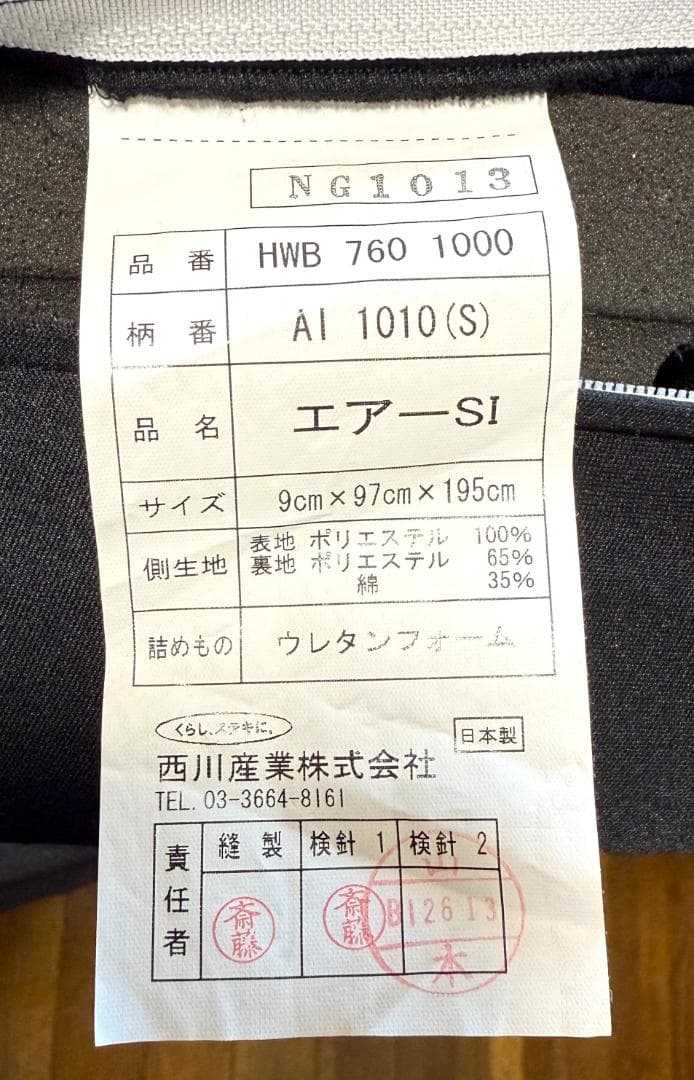 NG1013
品番 HWB 760 1000
柄番 AI 1010(S)
品名 エアーSI
サイズ 9cm×97cm×195cm
側生地 表地 ポリエステル 100%
裏地 ポリエステル 65%
綿 35%
詰めもの ウレタンフォーム
くらし、ステキに。
日本製
西川産業株式会社
TEL. 03-3664-8161
責任者 縫製 検針1 検針2
斎藤 斎藤 B12613
木